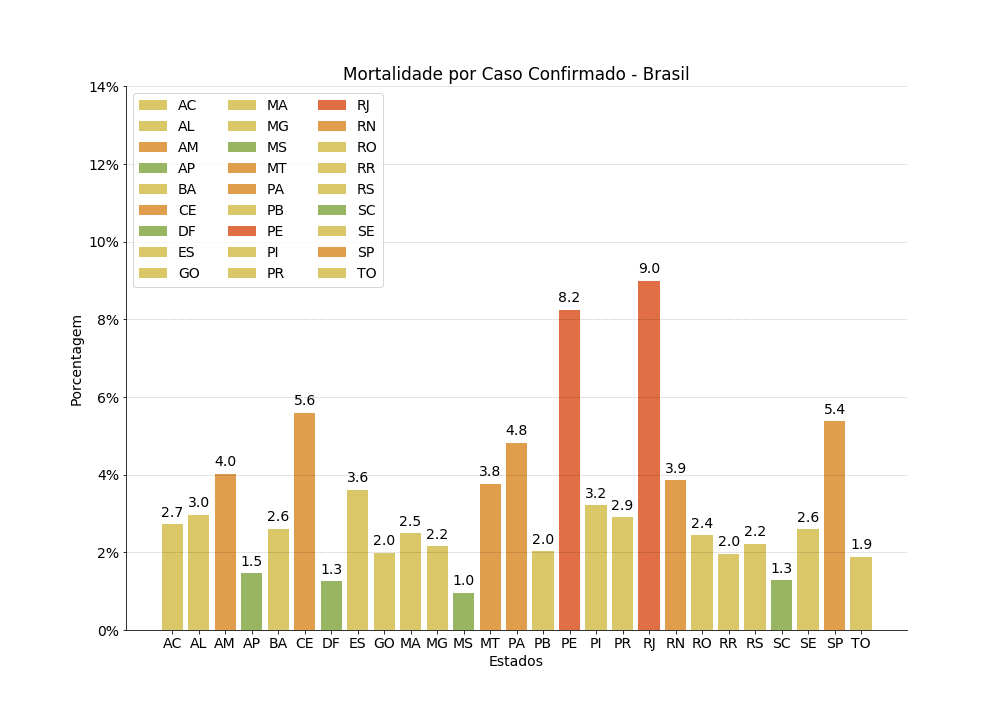 Mortalidade por Caso Confirmado - Brasil
14%
12%
10%
8%
6%
4%
2%
0%
Porcentagem
AC MA RJ
AL MG RN
AM MS RO
AP MT RR
BA PA RS
CE PB SC
DF PE SE
ES PI SP
GO PR TO
2.7 3.0 4.0 1.5 2.6 5.6 1.3 3.6 2.0 2.5 2.2 1.0 3.8 4.8 2.0 8.2 3.2 2.9 9.0 3.9 2.4 2.0 2.2 1.3 2.6 5.4 1.9
AC AL AM AP BA CE DF ES GO MA MG MS MT PA PB PE PI PR RJ RN RO RR RS SC SE SP TO
Estados